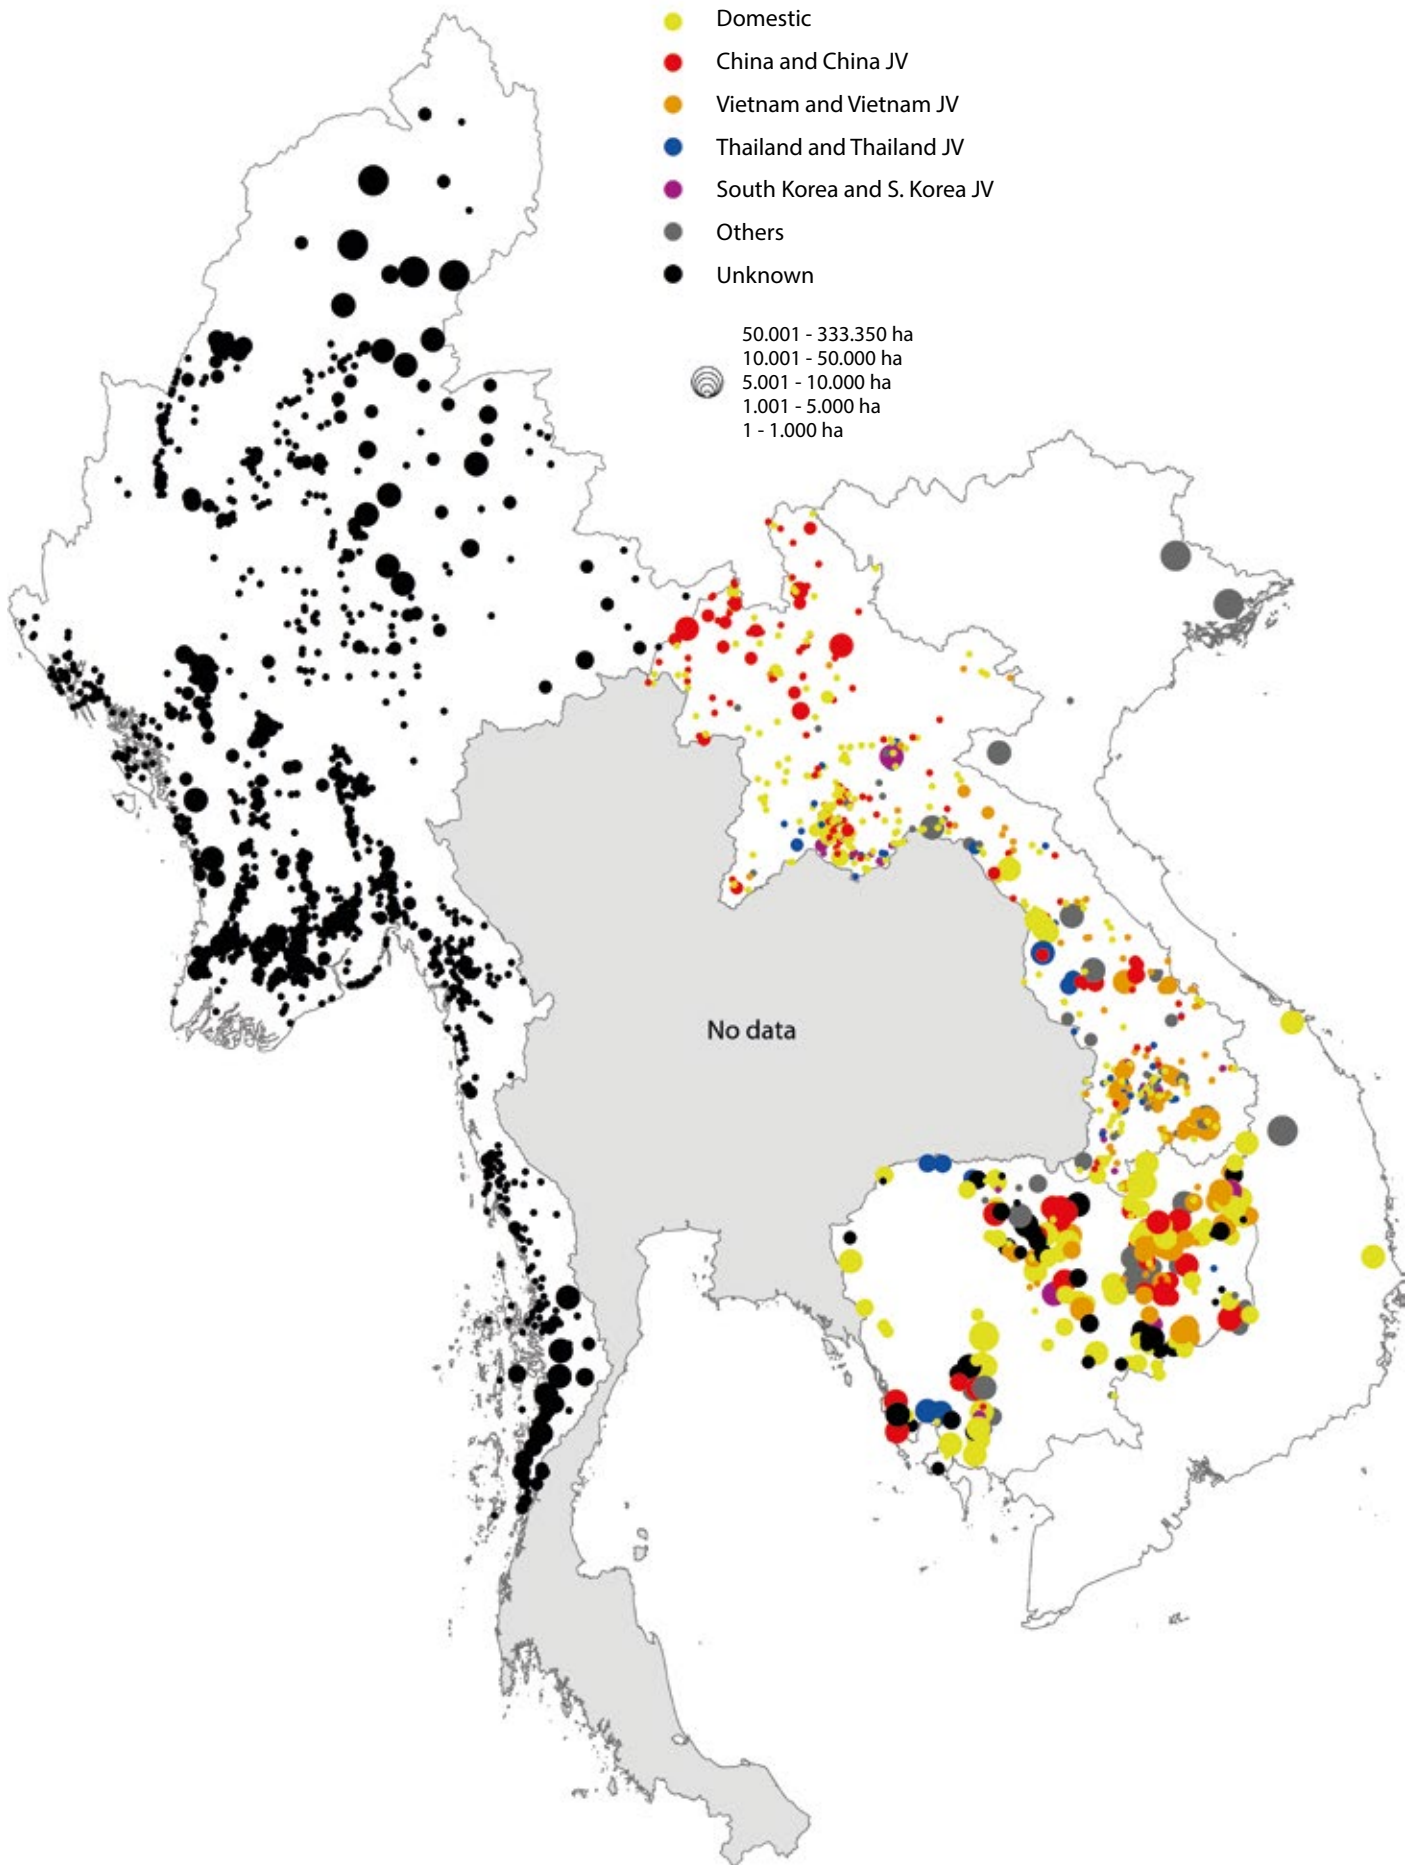 Domestic
China and China JV
Vietnam and Vietnam JV
Thailand and Thailand JV
South Korea and S. Korea JV
Others
Unknown
50.001 - 333.350 ha
10.001 - 50.000 ha
5.001 - 10.000 ha
1.001 - 5.000 ha
1 - 1.000 ha
No data